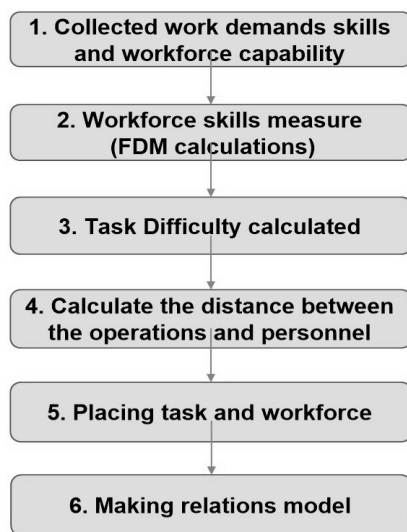 1. Collected work demands skills
and workforce capability
2. Workforce skills measure
(FDM calculations)
3. Task Difficulty calculated
4. Calculate the distance between
the operations and personnel
5. Placing task and workforce
6. Making relations model